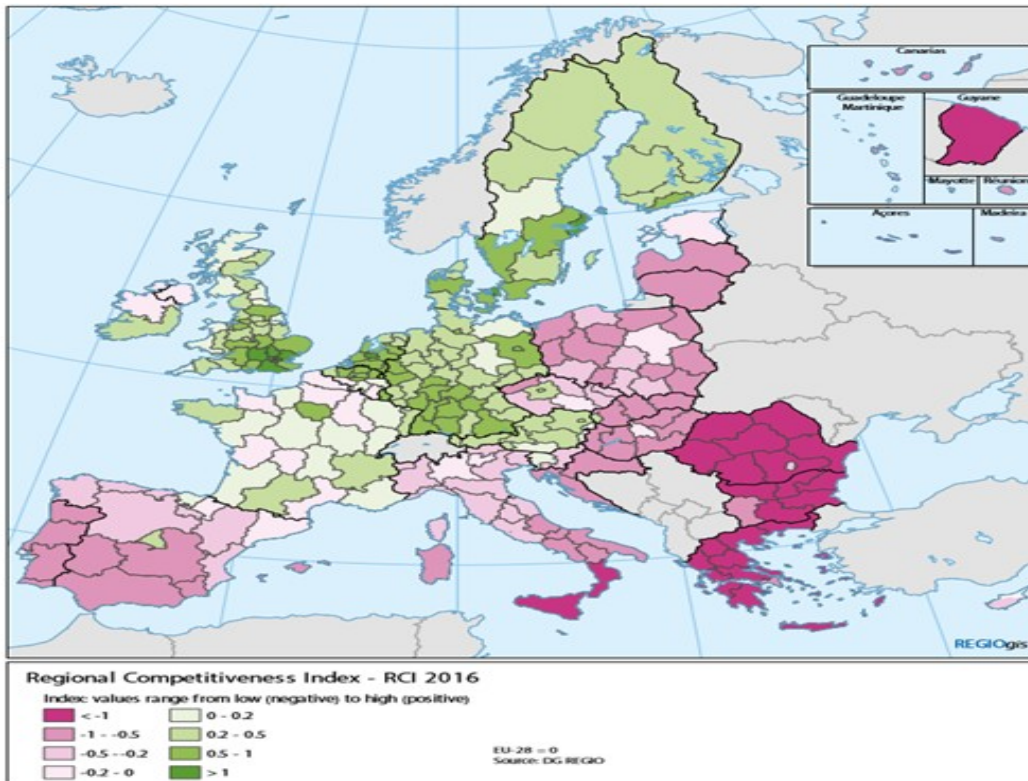 Canarias
Guadeloupe
Martinique
Guyane
Mayotte
Réunion
Açores
Madeira
REGIOgis
Regional Competitiveness Index - RCI 2016
Index: values range from low (negative) to high (positive)
< -1
-1 - -0.5
-0.5 - -0.2
-0.2 - 0
0 - 0.2
0.2 - 0.5
0.5 - 1
> 1
EU-28 = 0
Source: DG REGIO